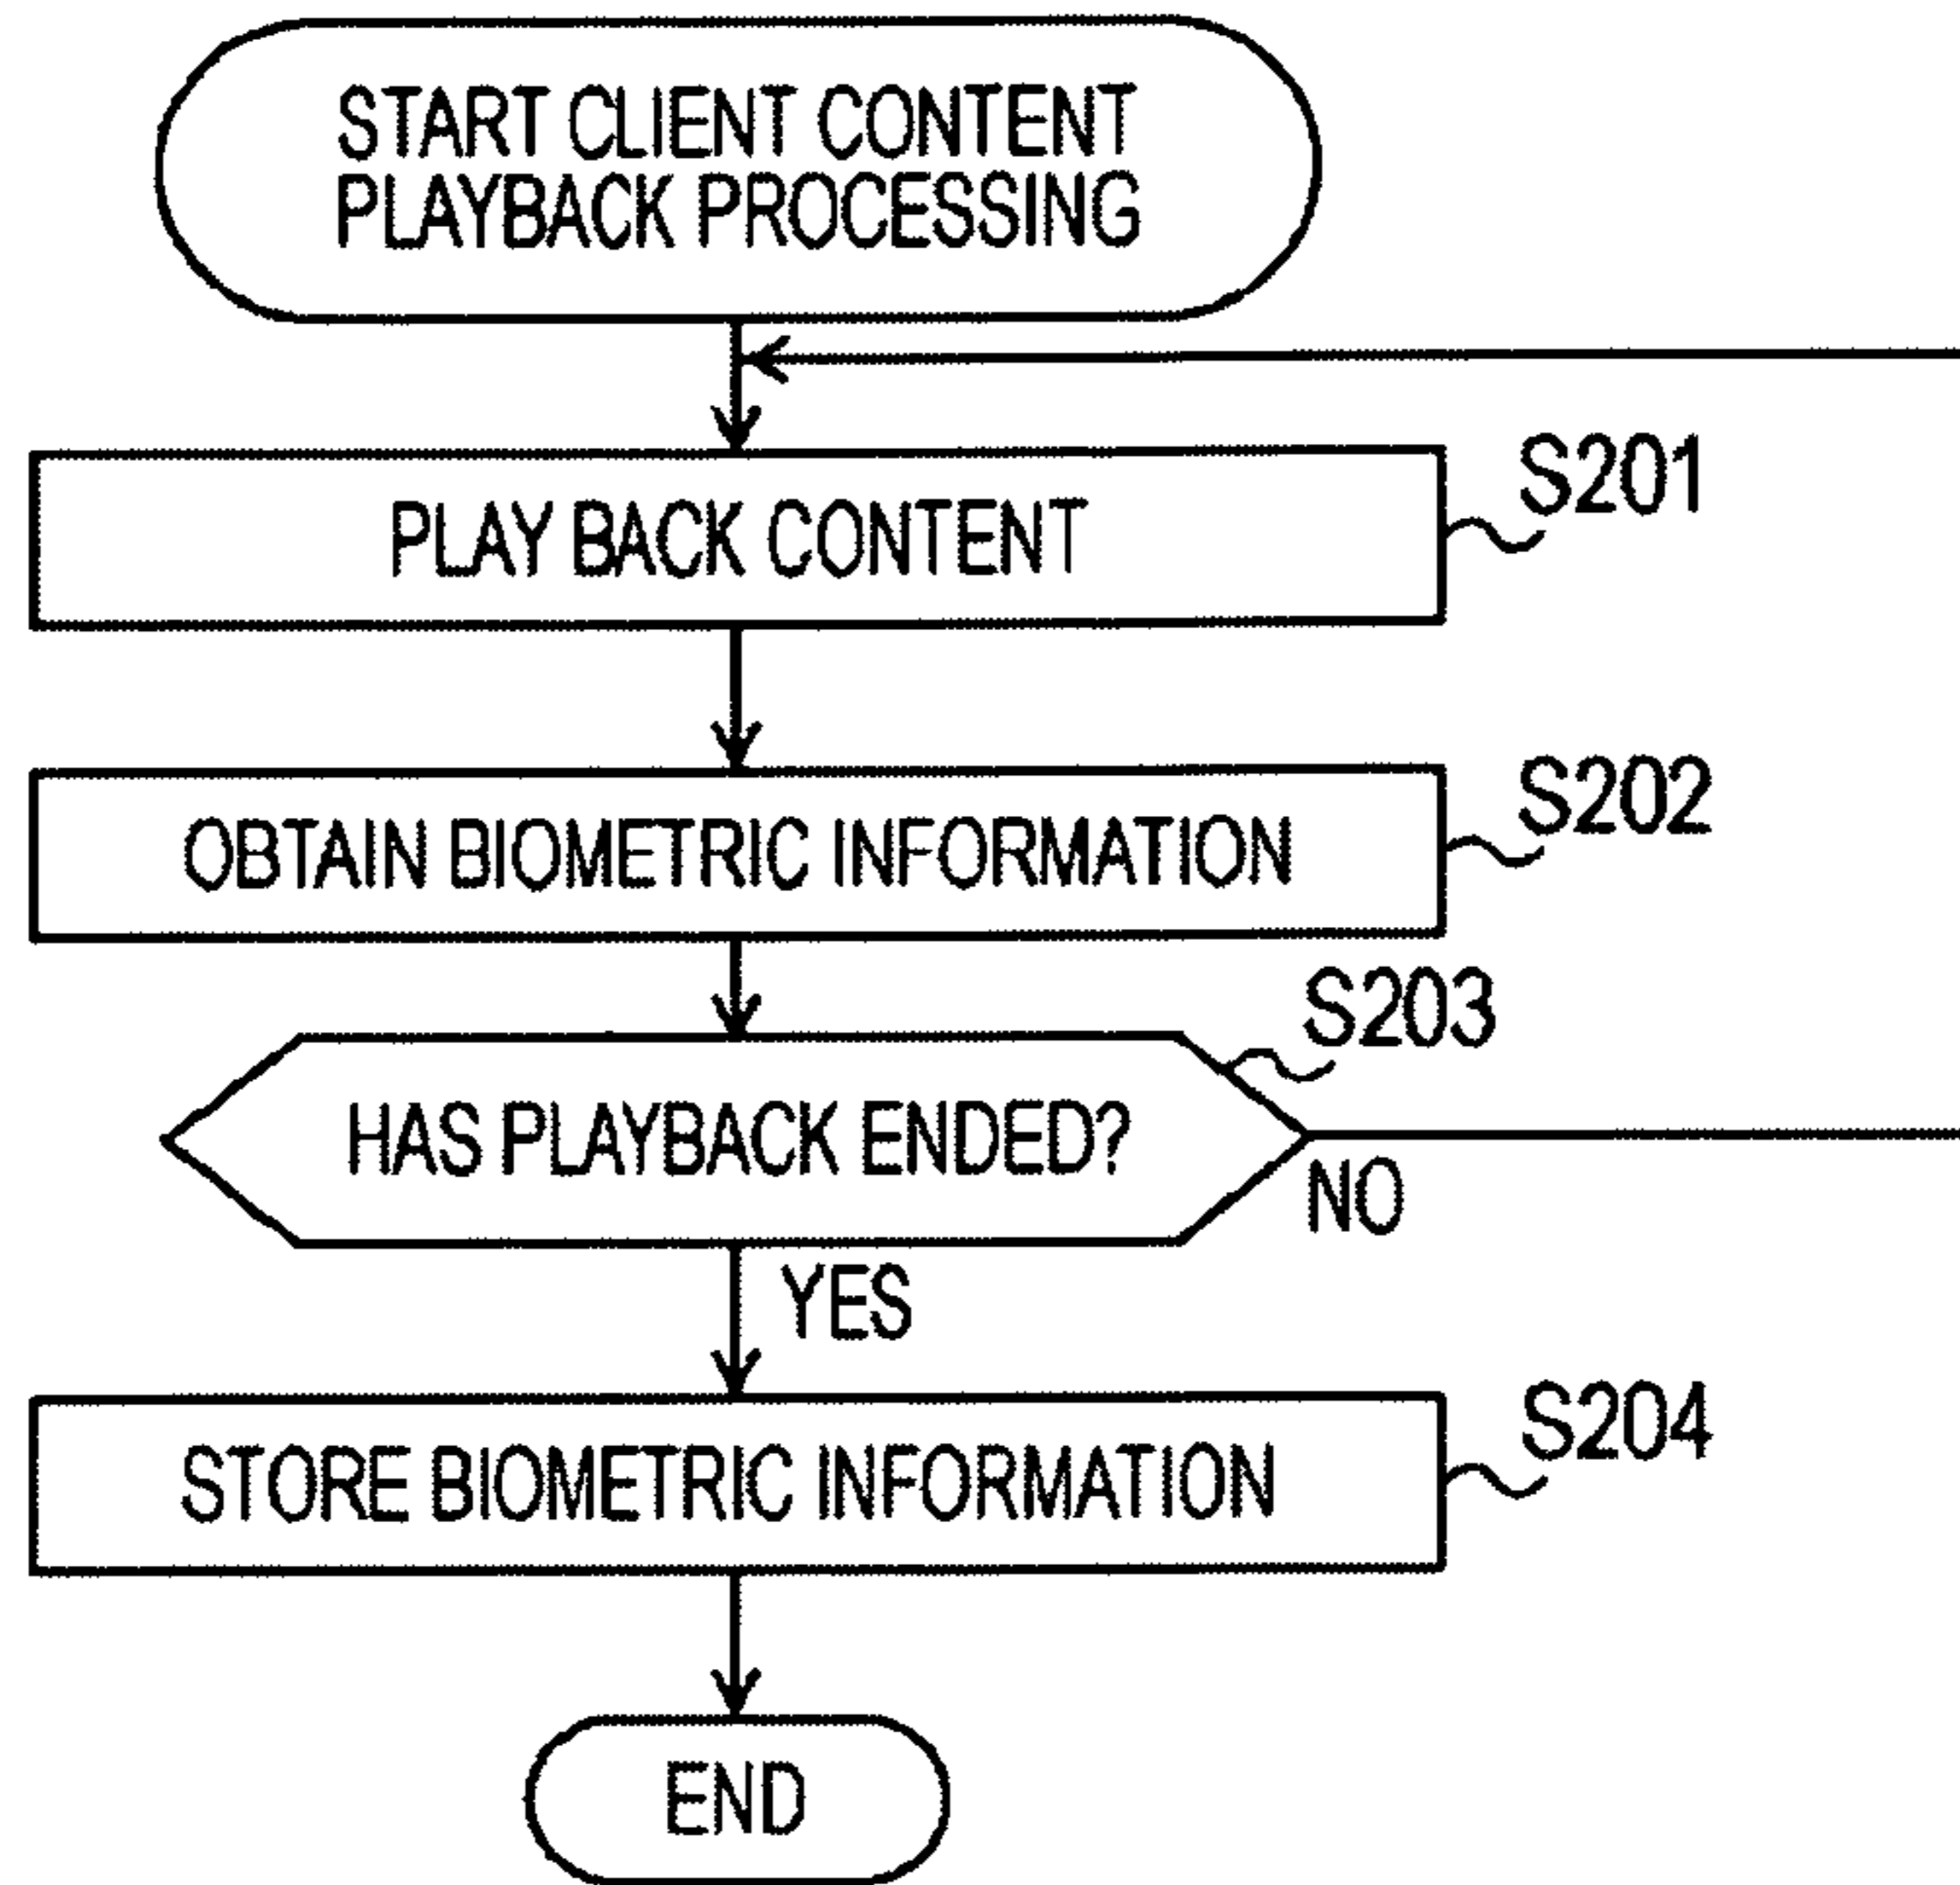 START CLIENT CONTENT
PLAYBACK PROCESSING
S201
PLAY BACK CONTENT
S202
OBTAIN BIOMETRIC INFORMATION
S203
HAS PLAYBACK ENDED?
NO
YES
S204
STORE BIOMETRIC INFORMATION
END